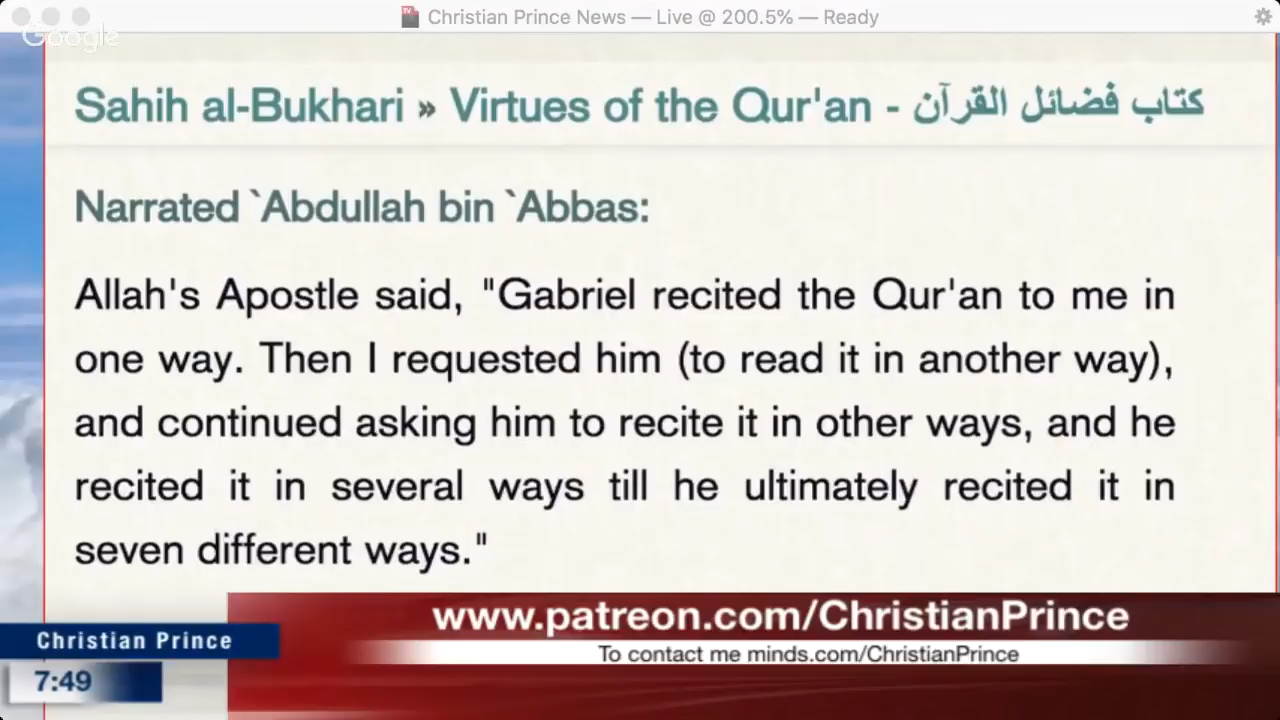 Christian Prince News — Live @ 200.5% — Ready
Google
Sahih al-Bukhari » Virtues of the Qur'an - كتاب فضائل القرآن
Narrated `Abdullah bin `Abbas:
Allah's Apostle said, "Gabriel recited the Qur'an to me in
one way. Then I requested him (to read it in another way),
and continued asking him to recite it in other ways, and he
recited it in several ways till he ultimately recited it in
seven different ways."
www.patreon.com/ChristianPrince
Christian Prince
To contact me minds.com/ChristianPrince
7:49